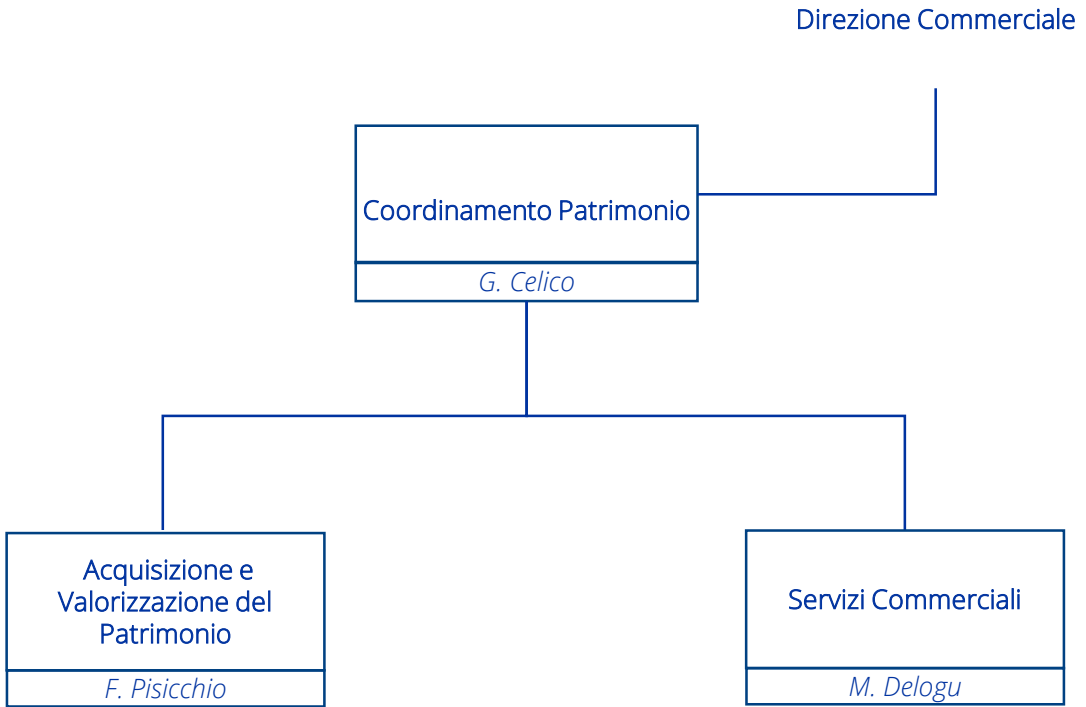 Direzione Commerciale
Coordinamento Patrimonio
G. Celico
Acquisizione e
Valorizzazione del
Patrimonio
F. Pisicchio
Servizi Commerciali
M. Delogu